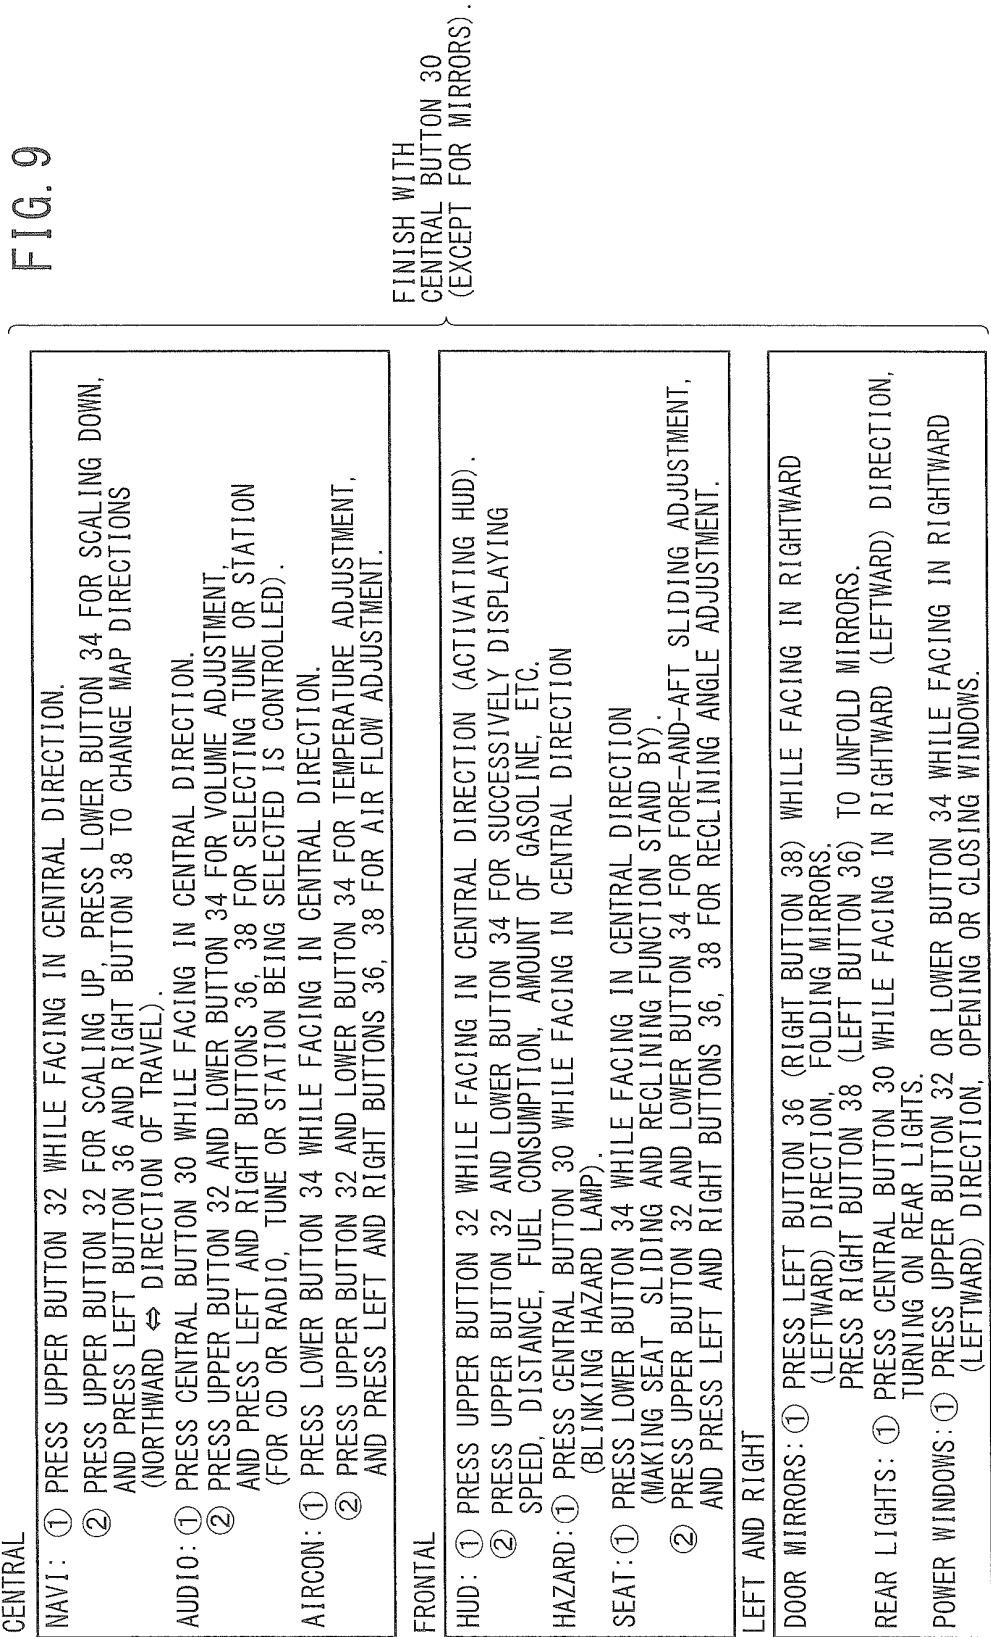 FIG. 9
CENTRAL
NAVI: ① PRESS UPPER BUTTON 32 WHILE FACING IN CENTRAL DIRECTION.
② PRESS UPPER BUTTON 32 FOR SCALING UP, PRESS LOWER BUTTON 34 FOR SCALING DOWN,
AND PRESS LEFT BUTTON 36 AND RIGHT BUTTON 38 TO CHANGE MAP DIRECTIONS
(NORTHWARD ⇔ DIRECTION OF TRAVEL).
AUDIO: ① PRESS CENTRAL BUTTON 30 WHILE FACING IN CENTRAL DIRECTION.
② PRESS UPPER BUTTON 32 AND LOWER BUTTON 34 FOR VOLUME ADJUSTMENT,
AND PRESS LEFT AND RIGHT BUTTONS 36, 38 FOR SELECTING TUNE OR STATION
(FOR CD OR RADIO, TUNE OR STATION BEING SELECTED IS CONTROLLED).
AIRCON: ① PRESS LOWER BUTTON 34 WHILE FACING IN CENTRAL DIRECTION.
② PRESS UPPER BUTTON 32 AND LOWER BUTTON 34 FOR TEMPERATURE ADJUSTMENT,
AND PRESS LEFT AND RIGHT BUTTONS 36, 38 FOR AIR FLOW ADJUSTMENT.
FRONTAL
HUD: ① PRESS UPPER BUTTON 32 WHILE FACING IN CENTRAL DIRECTION (ACTIVATING HUD).
② PRESS UPPER BUTTON 32 AND LOWER BUTTON 34 FOR SUCCESSIVELY DISPLAYING
SPEED, DISTANCE, FUEL CONSUMPTION, AMOUNT OF GASOLINE, ETC.
HAZARD: ① PRESS CENTRAL BUTTON 30 WHILE FACING IN CENTRAL DIRECTION
(BLINKING HAZARD LAMP).
SEAT: ① PRESS LOWER BUTTON 34 WHILE FACING IN CENTRAL DIRECTION
(MAKING SEAT SLIDING AND RECLINING FUNCTION STAND BY).
② PRESS UPPER BUTTON 32 AND LOWER BUTTON 34 FOR FORE-AND-AFT SLIDING ADJUSTMENT,
AND PRESS LEFT AND RIGHT BUTTONS 36, 38 FOR RECLINING ANGLE ADJUSTMENT.
LEFT AND RIGHT
DOOR MIRRORS: ① PRESS LEFT BUTTON 36 (RIGHT BUTTON 38) WHILE FACING IN RIGHTWARD
(LEFTWARD) DIRECTION, FOLDING MIRRORS.
PRESS RIGHT BUTTON 38 (LEFT BUTTON 36) TO UNFOLD MIRRORS.
REAR LIGHTS: ① PRESS CENTRAL BUTTON 30 WHILE FACING IN RIGHTWARD (LEFTWARD) DIRECTION,
TURNING ON REAR LIGHTS.
POWER WINDOWS: ① PRESS UPPER BUTTON 32 OR LOWER BUTTON 34 WHILE FACING IN RIGHTWARD
(LEFTWARD) DIRECTION, OPENING OR CLOSING WINDOWS.
FINISH WITH
CENTRAL BUTTON 30
(EXCEPT FOR MIRRORS).